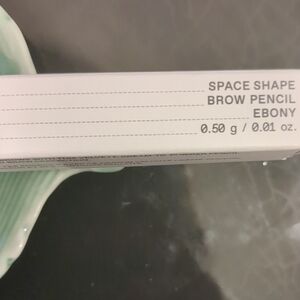 SPACE SHAPE
BROW PENCIL
EBONY
0.50 g / 0.01 oz.